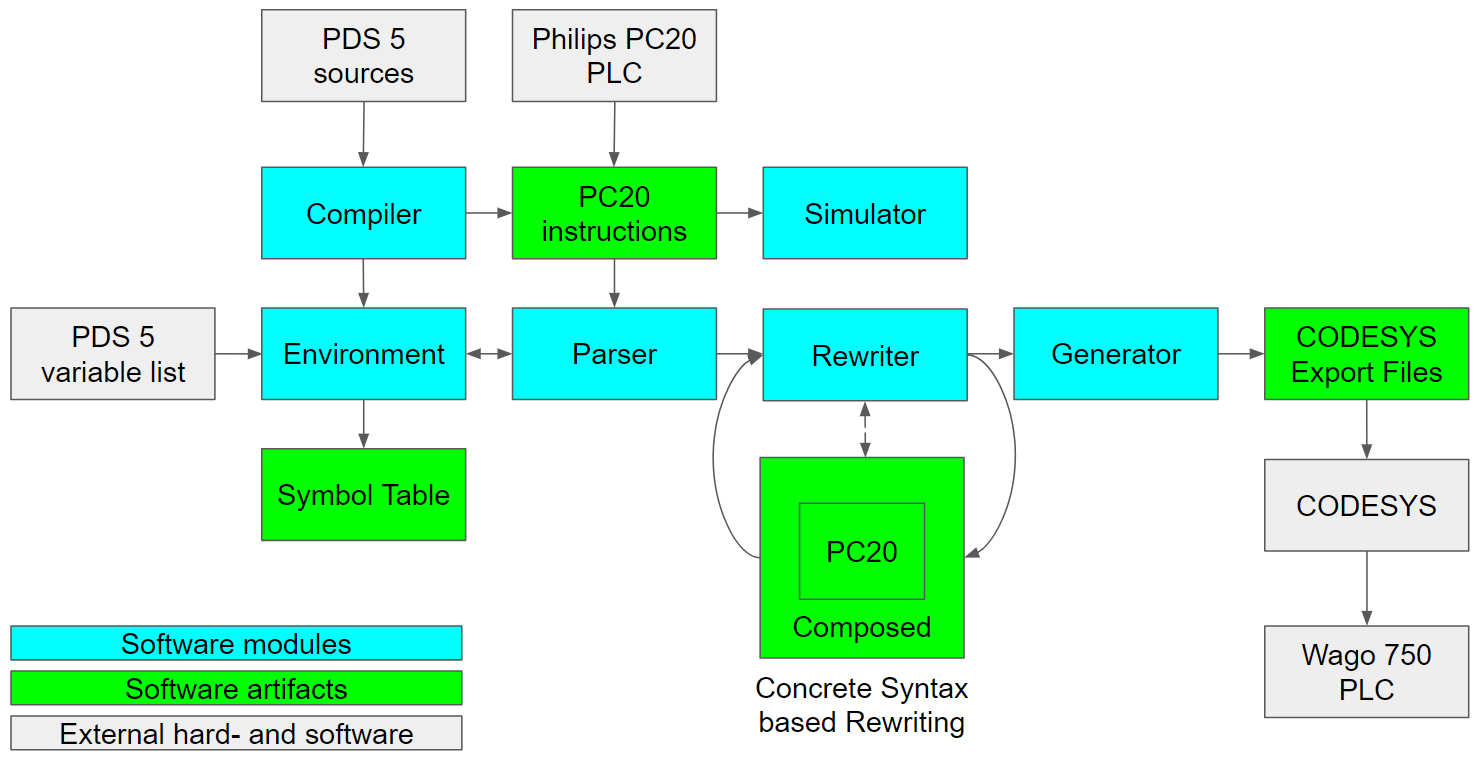 PDS 5
sources
Philips PC20
PLC
Compiler
PC20
instructions
Simulator
PDS 5
variable list
Environment
Parser
Rewriter
Generator
CODESYS
Export Files
Symbol Table
PC20
Composed
CODESYS
Concrete Syntax
based Rewriting
Wago 750
PLC
Software modules
Software artifacts
External hard- and software